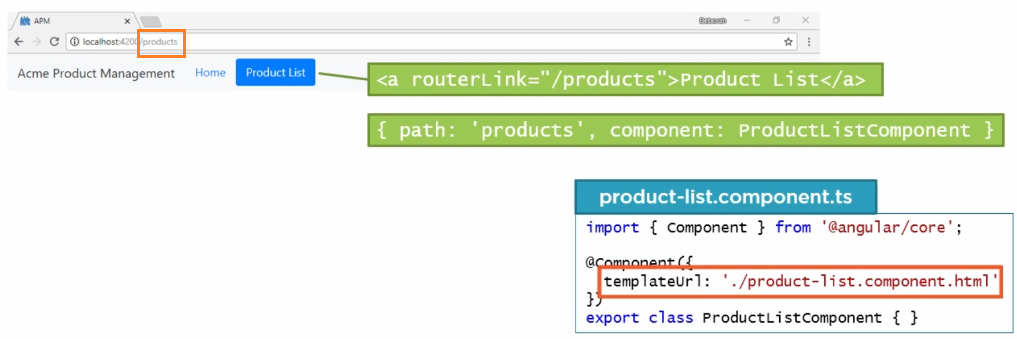 APM
Deborah
localhost:4200/products
Acme Product Management Home Product List
<a routerLink="/products">Product List</a>
{ path: 'products', component: ProductListComponent }
product-list.component.ts
import { Component } from '@angular/core';
@Component({
templateUrl: './product-list.component.html'
})
export class ProductListComponent { }